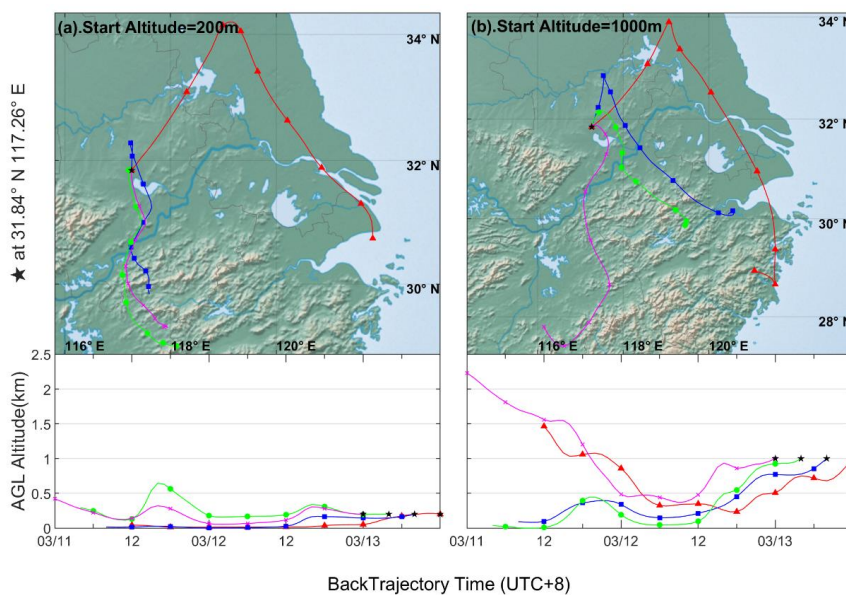 (a).Start Altitude=200m
34° N
32° N
30° N
116° E
118° E
120° E
★ at 31.84° N 117.26° E
(b).Start Altitude=1000m
34° N
32° N
30° N
28° N
116° E
118° E
120° E
AGL Altitude(km)
2.5
2
1.5
1
0.5
0
03/11
12
03/12
12
03/13
03/11
12
03/12
12
03/13
BackTrajectory Time (UTC+8)